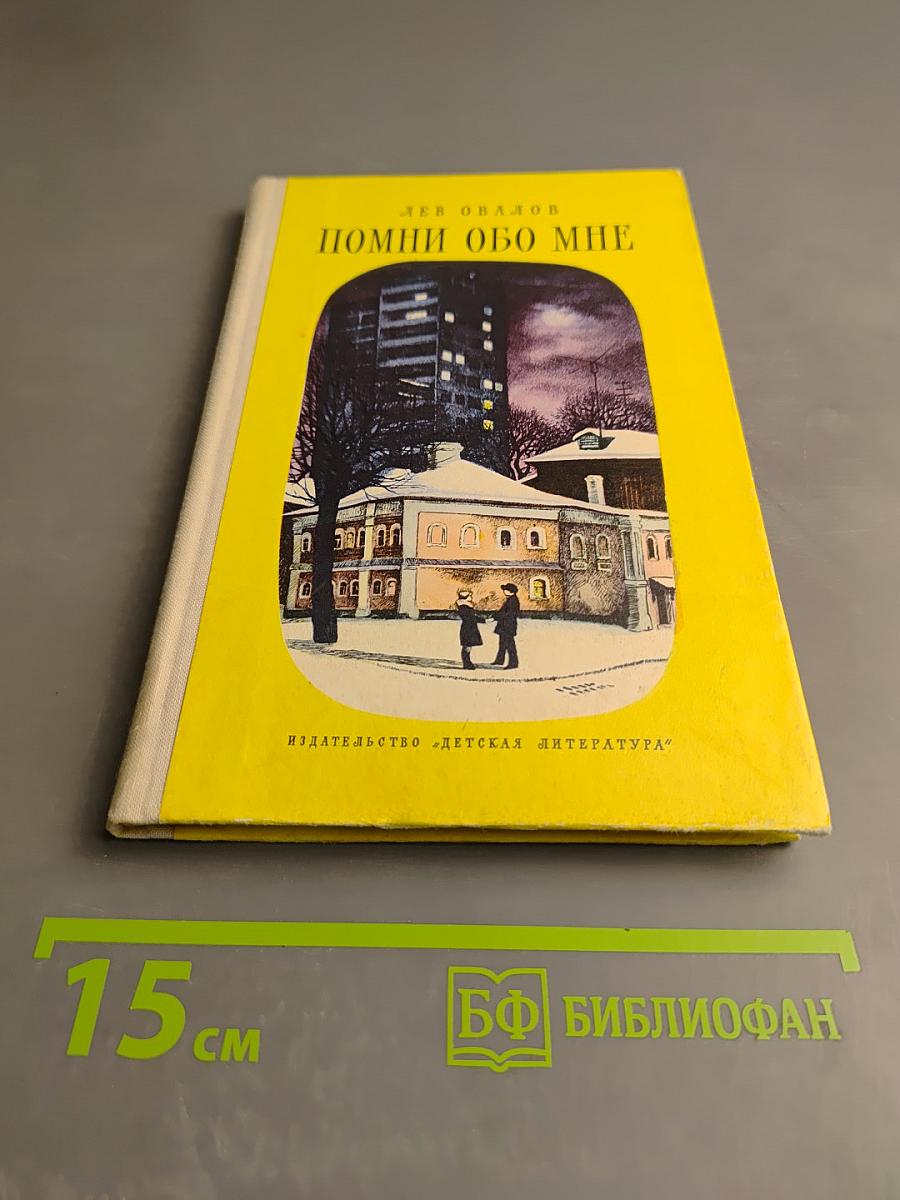 ЛЕВ ОВАЛОВ
ПОМНИ ОБО МНЕ
ИЗДАТЕЛЬСТВО „ДЕТСКАЯ ЛИТЕРАТУРА"
15 см
БФ БИБЛИОФАН